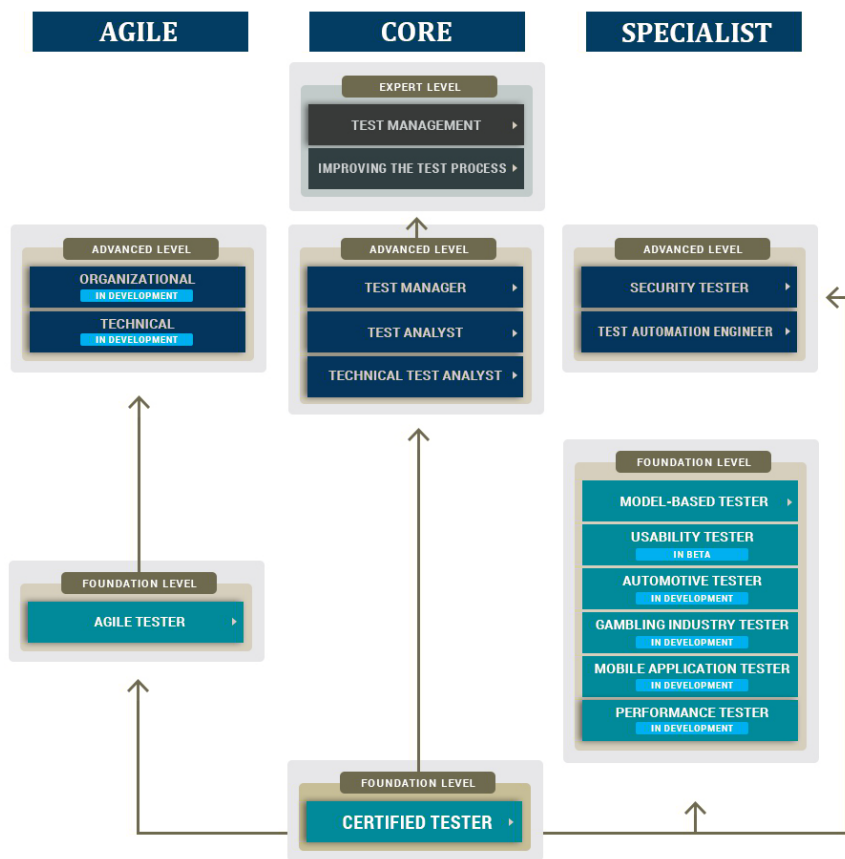 AGILE
CORE
SPECIALIST
EXPERT LEVEL
TEST MANAGEMENT
IMPROVING THE TEST PROCESS
ADVANCED LEVEL
ORGANIZATIONAL
IN DEVELOPMENT
TECHNICAL
IN DEVELOPMENT
ADVANCED LEVEL
TEST MANAGER
TEST ANALYST
TECHNICAL TEST ANALYST
ADVANCED LEVEL
SECURITY TESTER
TEST AUTOMATION ENGINEER
FOUNDATION LEVEL
AGILE TESTER
FOUNDATION LEVEL
MODEL-BASED TESTER
USABILITY TESTER
IN BETA
AUTOMOTIVE TESTER
IN DEVELOPMENT
GAMBLING INDUSTRY TESTER
IN DEVELOPMENT
MOBILE APPLICATION TESTER
IN DEVELOPMENT
PERFORMANCE TESTER
IN DEVELOPMENT
FOUNDATION LEVEL
CERTIFIED TESTER